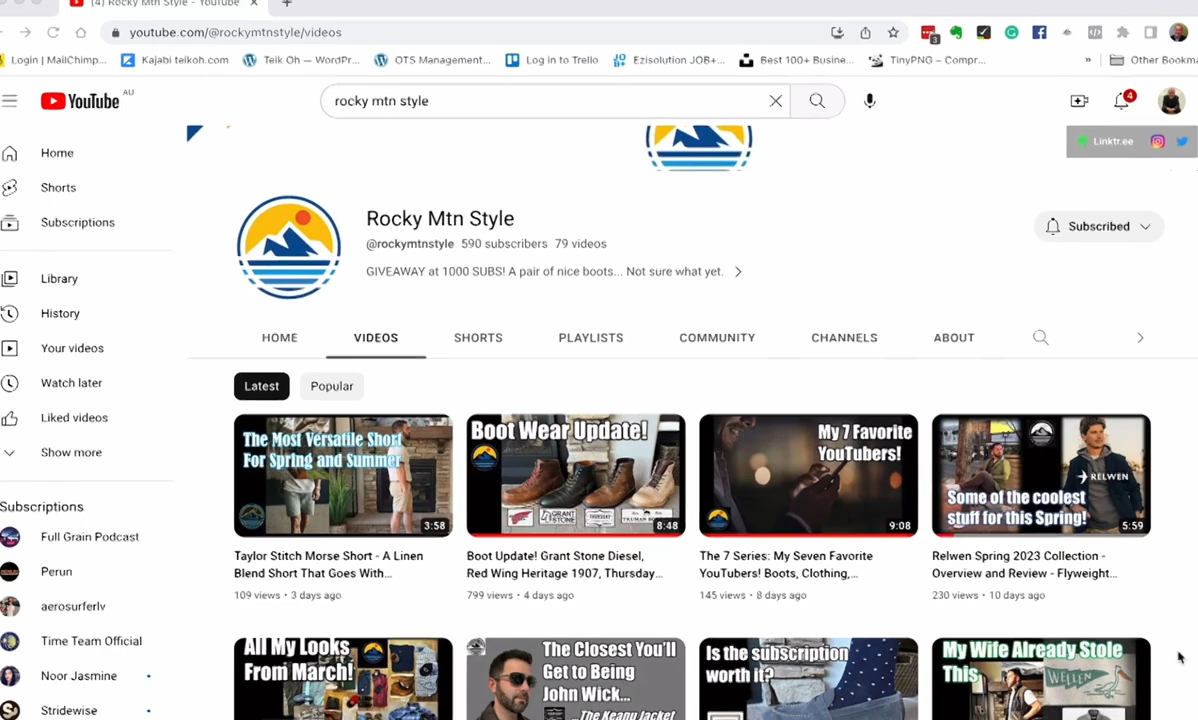 (4) Rocky Mtn Style - YouTube
youtube.com/@rockymtnstyle/videos
3
Login | MailChimp...
Kajabi teikoh.com
Teik Oh — WordPr...
OTS Management...
Log in to Trello
Ezisolution JOB+...
Best 100+ Busine...
TinyPNG – Compr...
»
Other Bookma
YouTube AU
rocky mtn style
4
Home
Shorts
Subscriptions
Library
History
Your videos
Watch later
Liked videos
Show more
Subscriptions
Full Grain Podcast
Perun
aerosurferlv
Time Team Official
Noor Jasmine
Stridewise
Linktr.ee
Rocky Mtn Style
@rockymtnstyle 590 subscribers 79 videos
GIVEAWAY at 1000 SUBS! A pair of nice boots... Not sure what yet.
Subscribed
HOME
VIDEOS
SHORTS
PLAYLISTS
COMMUNITY
CHANNELS
ABOUT
Latest
Popular
The Most Versatile Short
For Spring and Summer
3:58
Taylor Stitch Morse Short - A Linen
Blend Short That Goes With...
109 views • 3 days ago
Boot Wear Update!
GRANT
STONE
THURSDAY
8:48
Boot Update! Grant Stone Diesel,
Red Wing Heritage 1907, Thursday...
799 views • 4 days ago
My 7 Favorite
YouTubers!
9:08
The 7 Series: My Seven Favorite
YouTubers! Boots, Clothing,...
145 views • 8 days ago
RELWEN
Some of the coolest
stuff for this Spring!
5:59
Relwen Spring 2023 Collection -
Overview and Review - Flyweight...
230 views • 10 days ago
All My Looks
From March!
The Closest You'll
Get to Being
John Wick...
...The Keanu Jacket
Is the subscription
worth it?
My Wife Already Stole
This
WELLEN